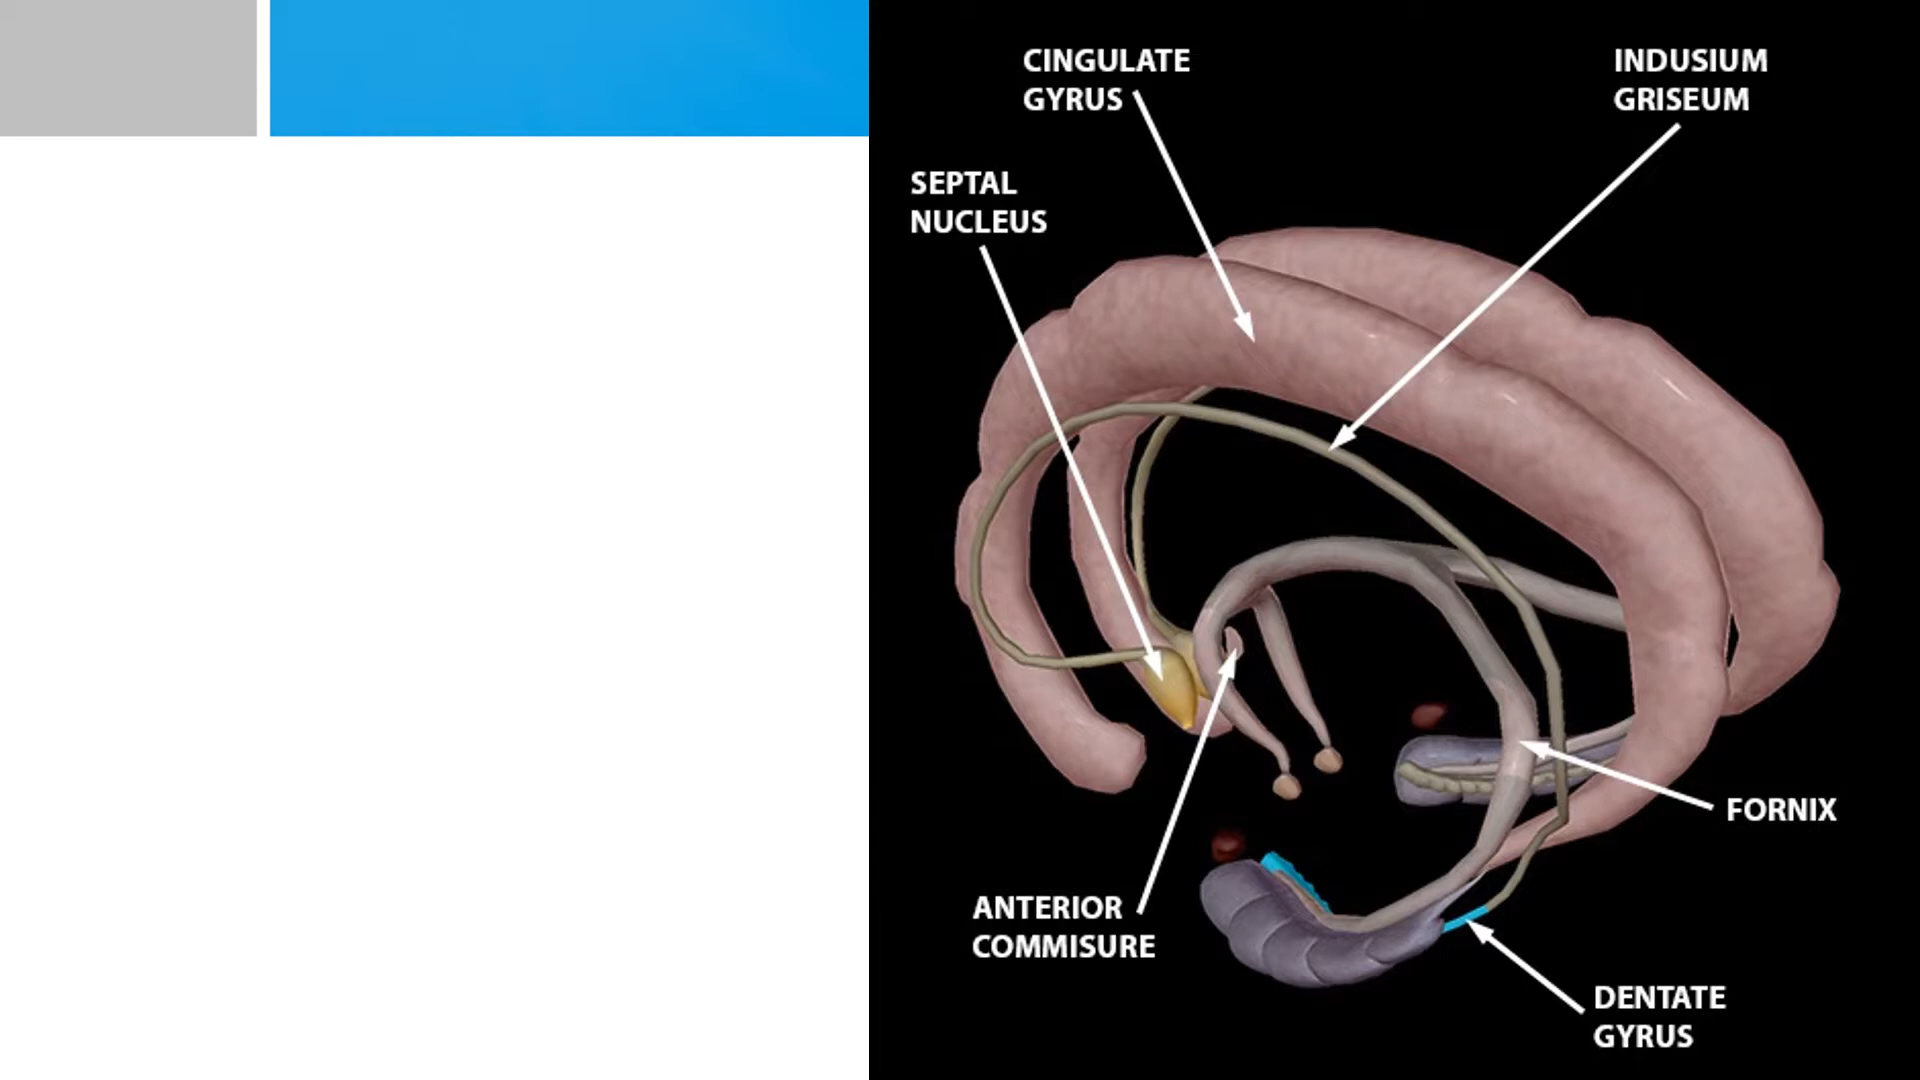 CINGULATE
GYRUS
INDUSIUM
GRISEUM
SEPTAL
NUCLEUS
FORNIX
ANTERIOR
COMMISURE
DENTATE
GYRUS